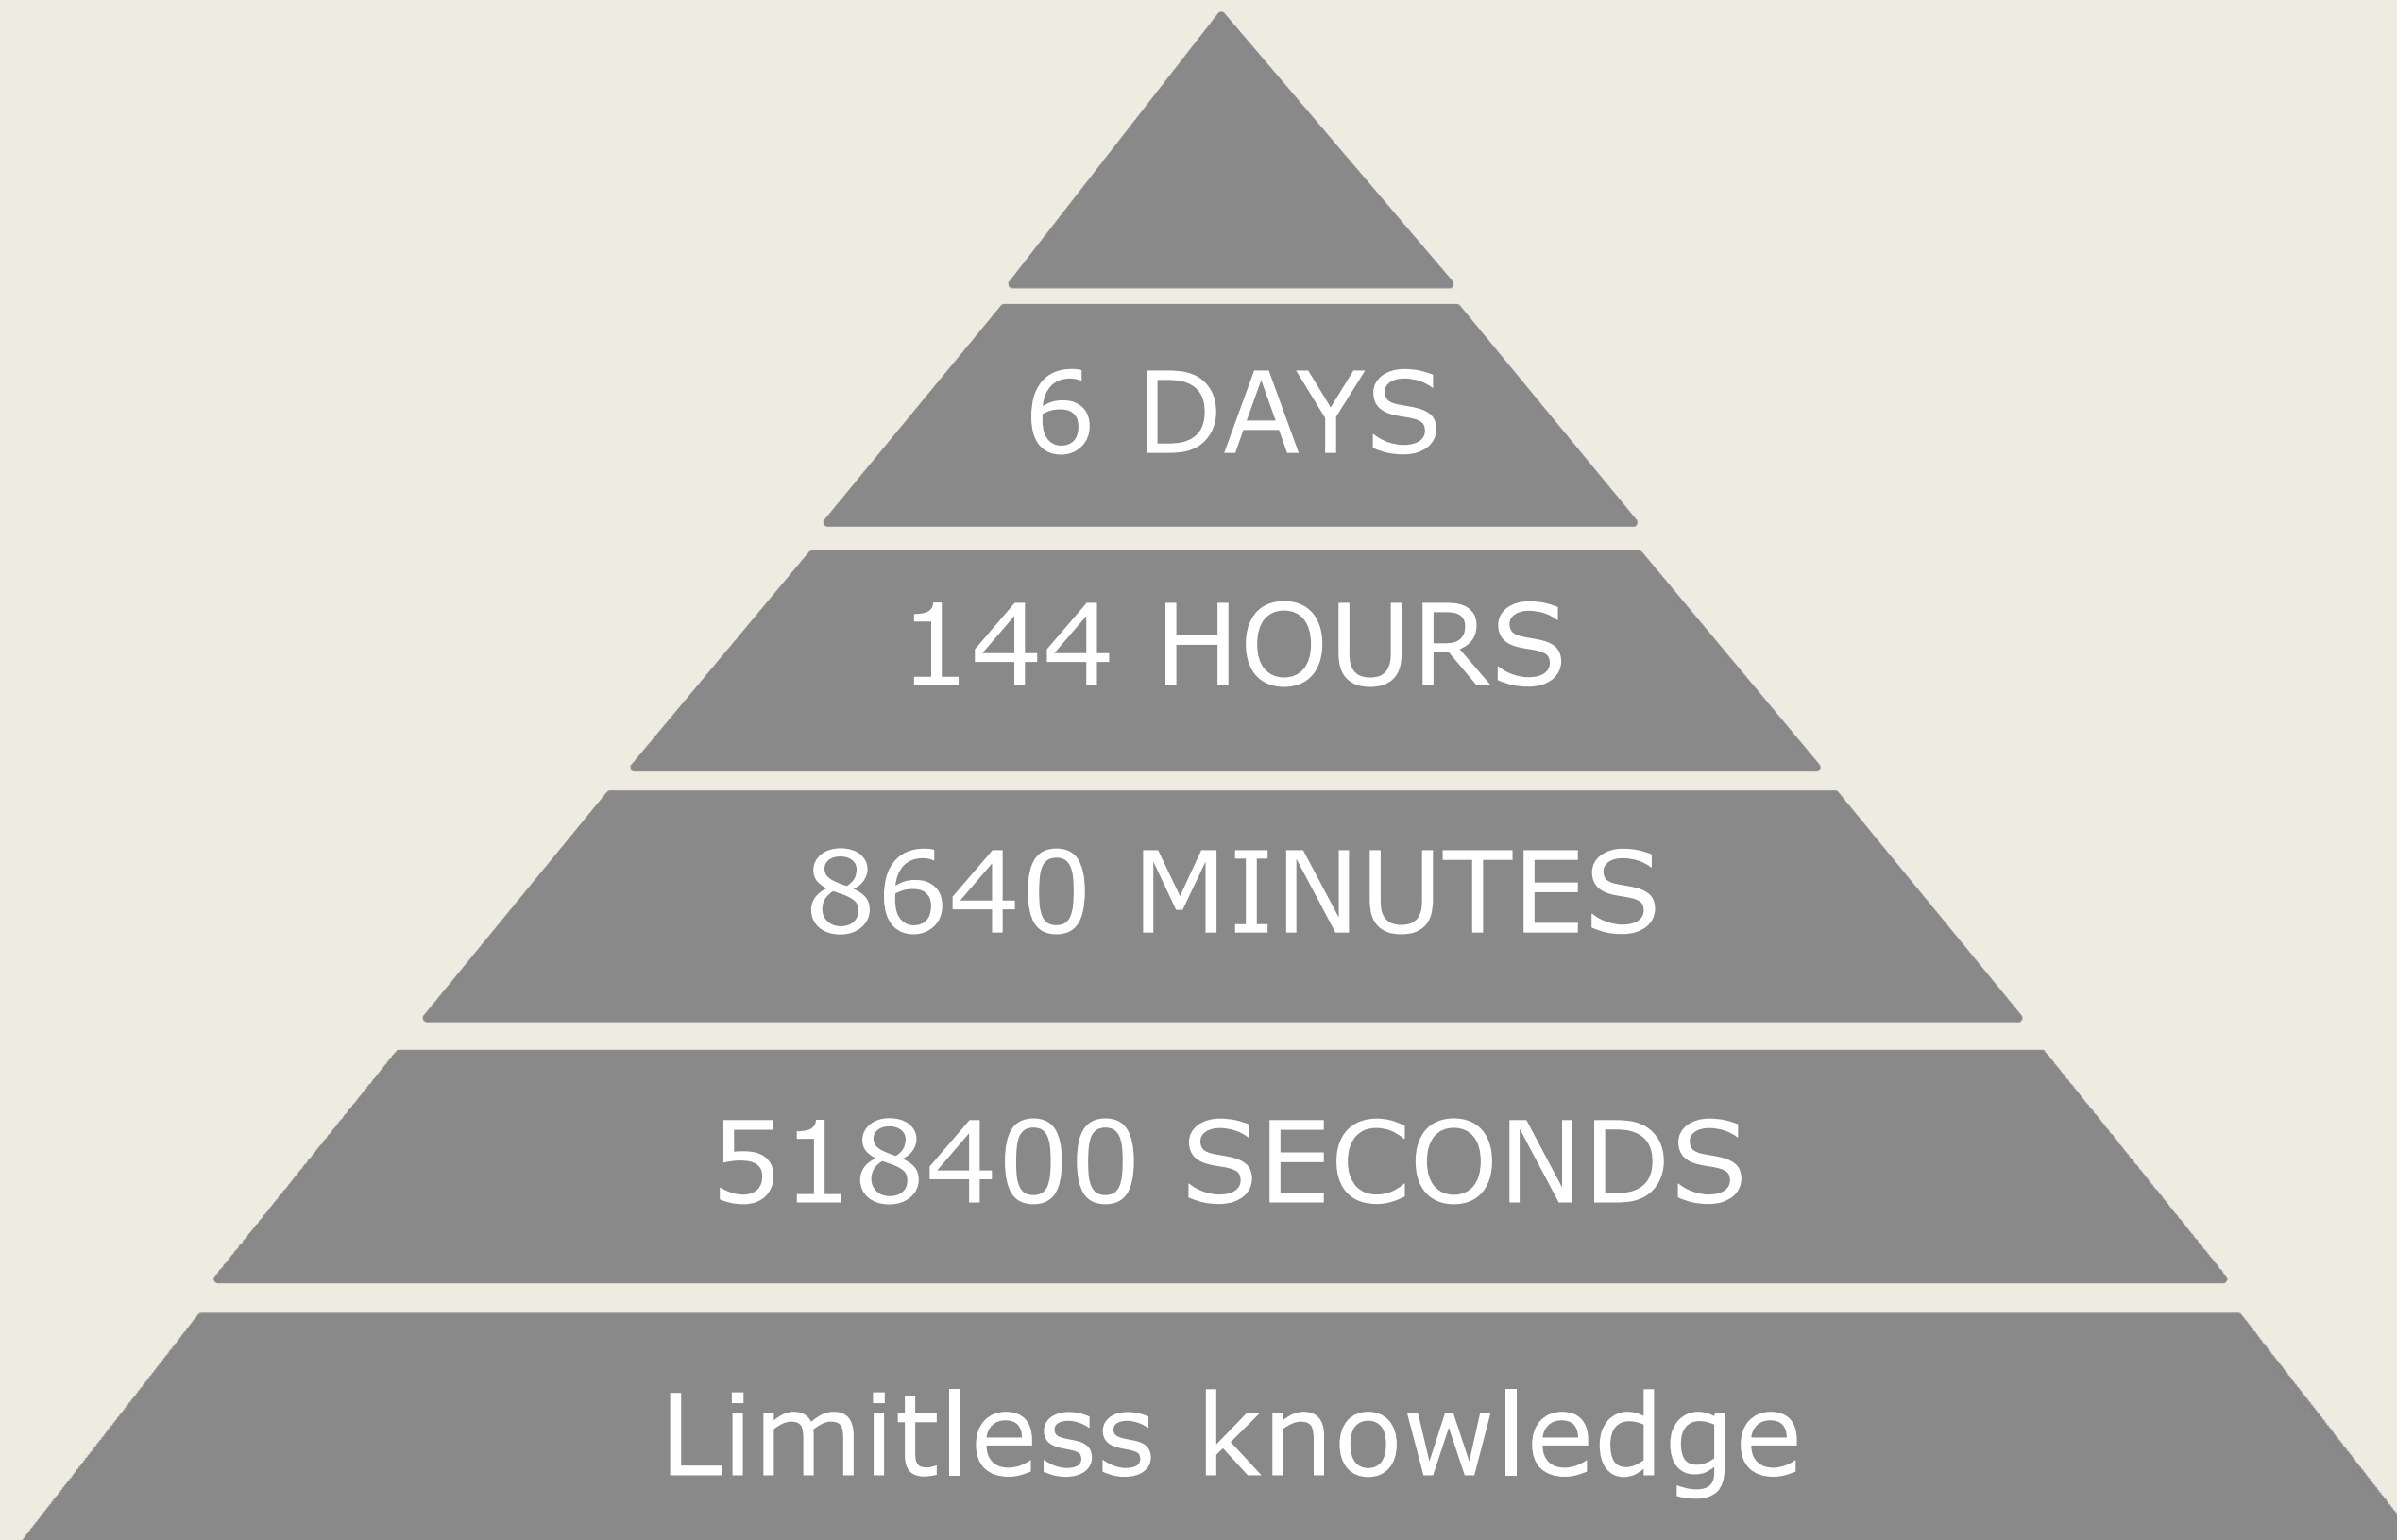 6 DAYS
144 HOURS
8640 MINUTES
518400 SECONDS
Limitless knowledge